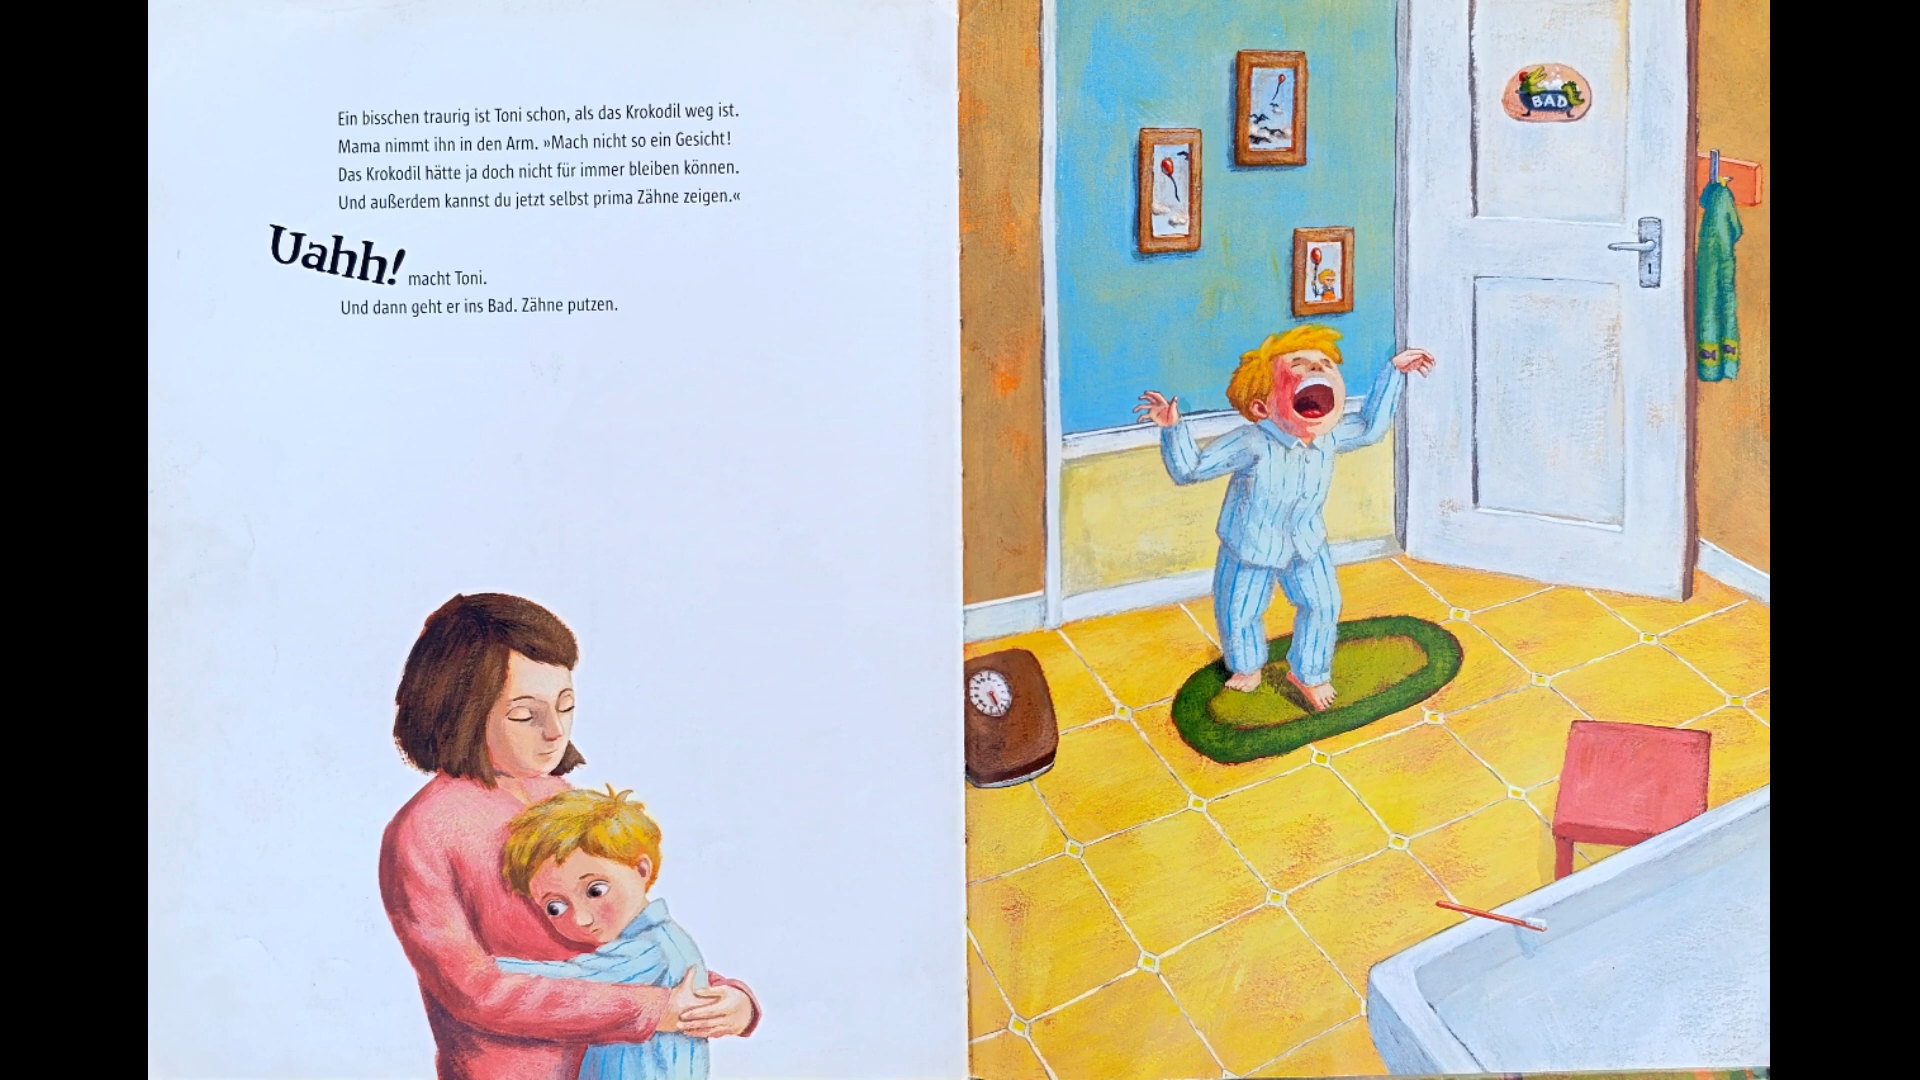 Ein bisschen traurig ist Toni schon, als das Krokodil weg ist.
Mama nimmt ihn in den Arm. »Mach nicht so ein Gesicht!
Das Krokodil hätte ja doch nicht für immer bleiben können.
Und außerdem kannst du jetzt selbst prima Zähne zeigen.«
Uahh! macht Toni.
Und dann geht er ins Bad. Zähne putzen.
BAD